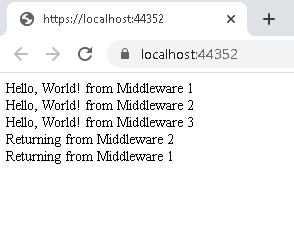 https://localhost:44352
localhost:44352
Hello, World! from Middleware 1
Hello, World! from Middleware 2
Hello, World! from Middleware 3
Returning from Middleware 2
Returning from Middleware 1